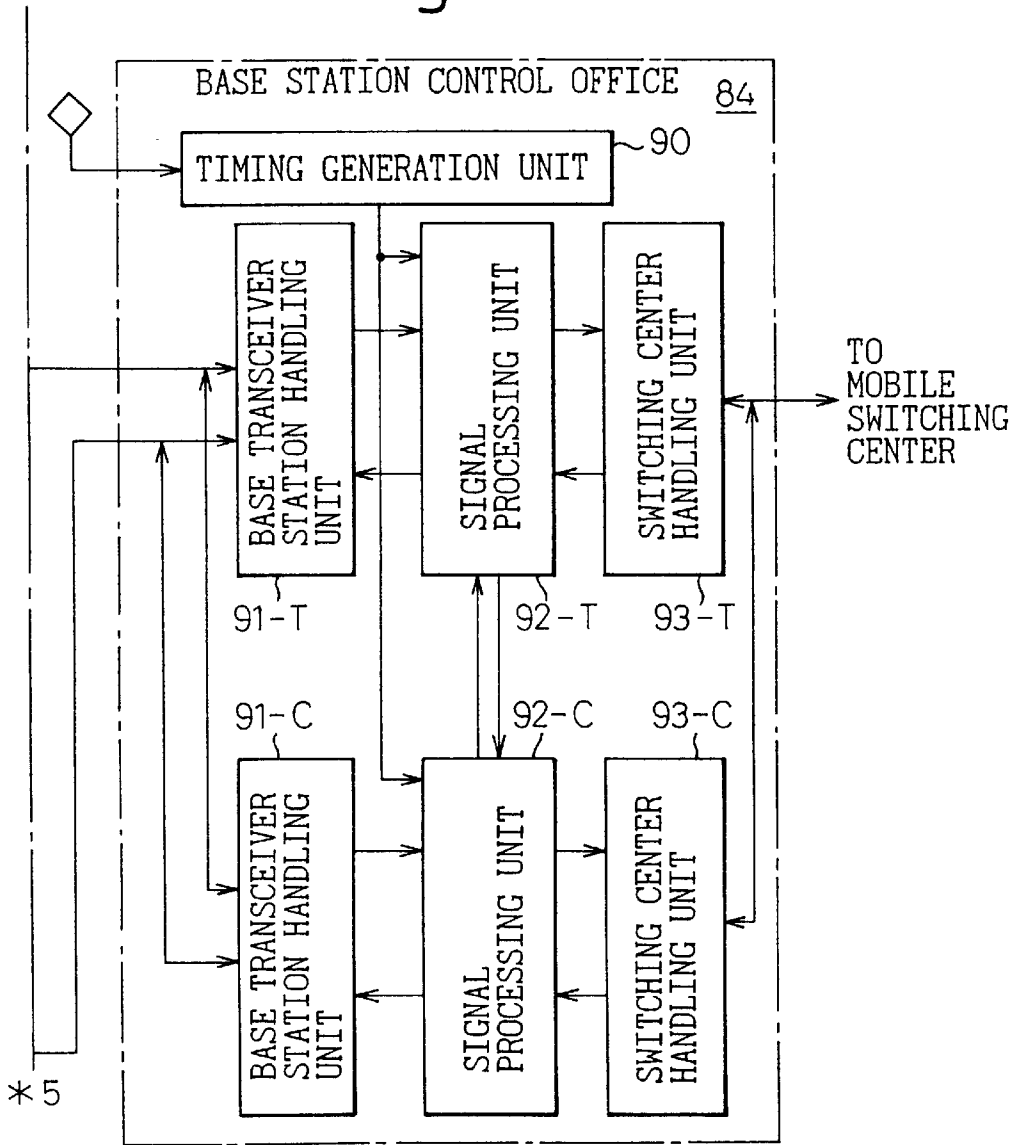 BASE STATION CONTROL OFFICE
84
TIMING GENERATION UNIT
90
BASE TRANSCEIVER
STATION HANDLING
UNIT
SIGNAL
PROCESSING UNIT
SWITCHING CENTER
HANDLING UNIT
TO
MOBILE
SWITCHING
CENTER
91-T
92-T
93-T
91-C
92-C
93-C
BASE TRANSCEIVER
STATION HANDLING
UNIT
SIGNAL
PROCESSING UNIT
SWITCHING CENTER
HANDLING UNIT
*5